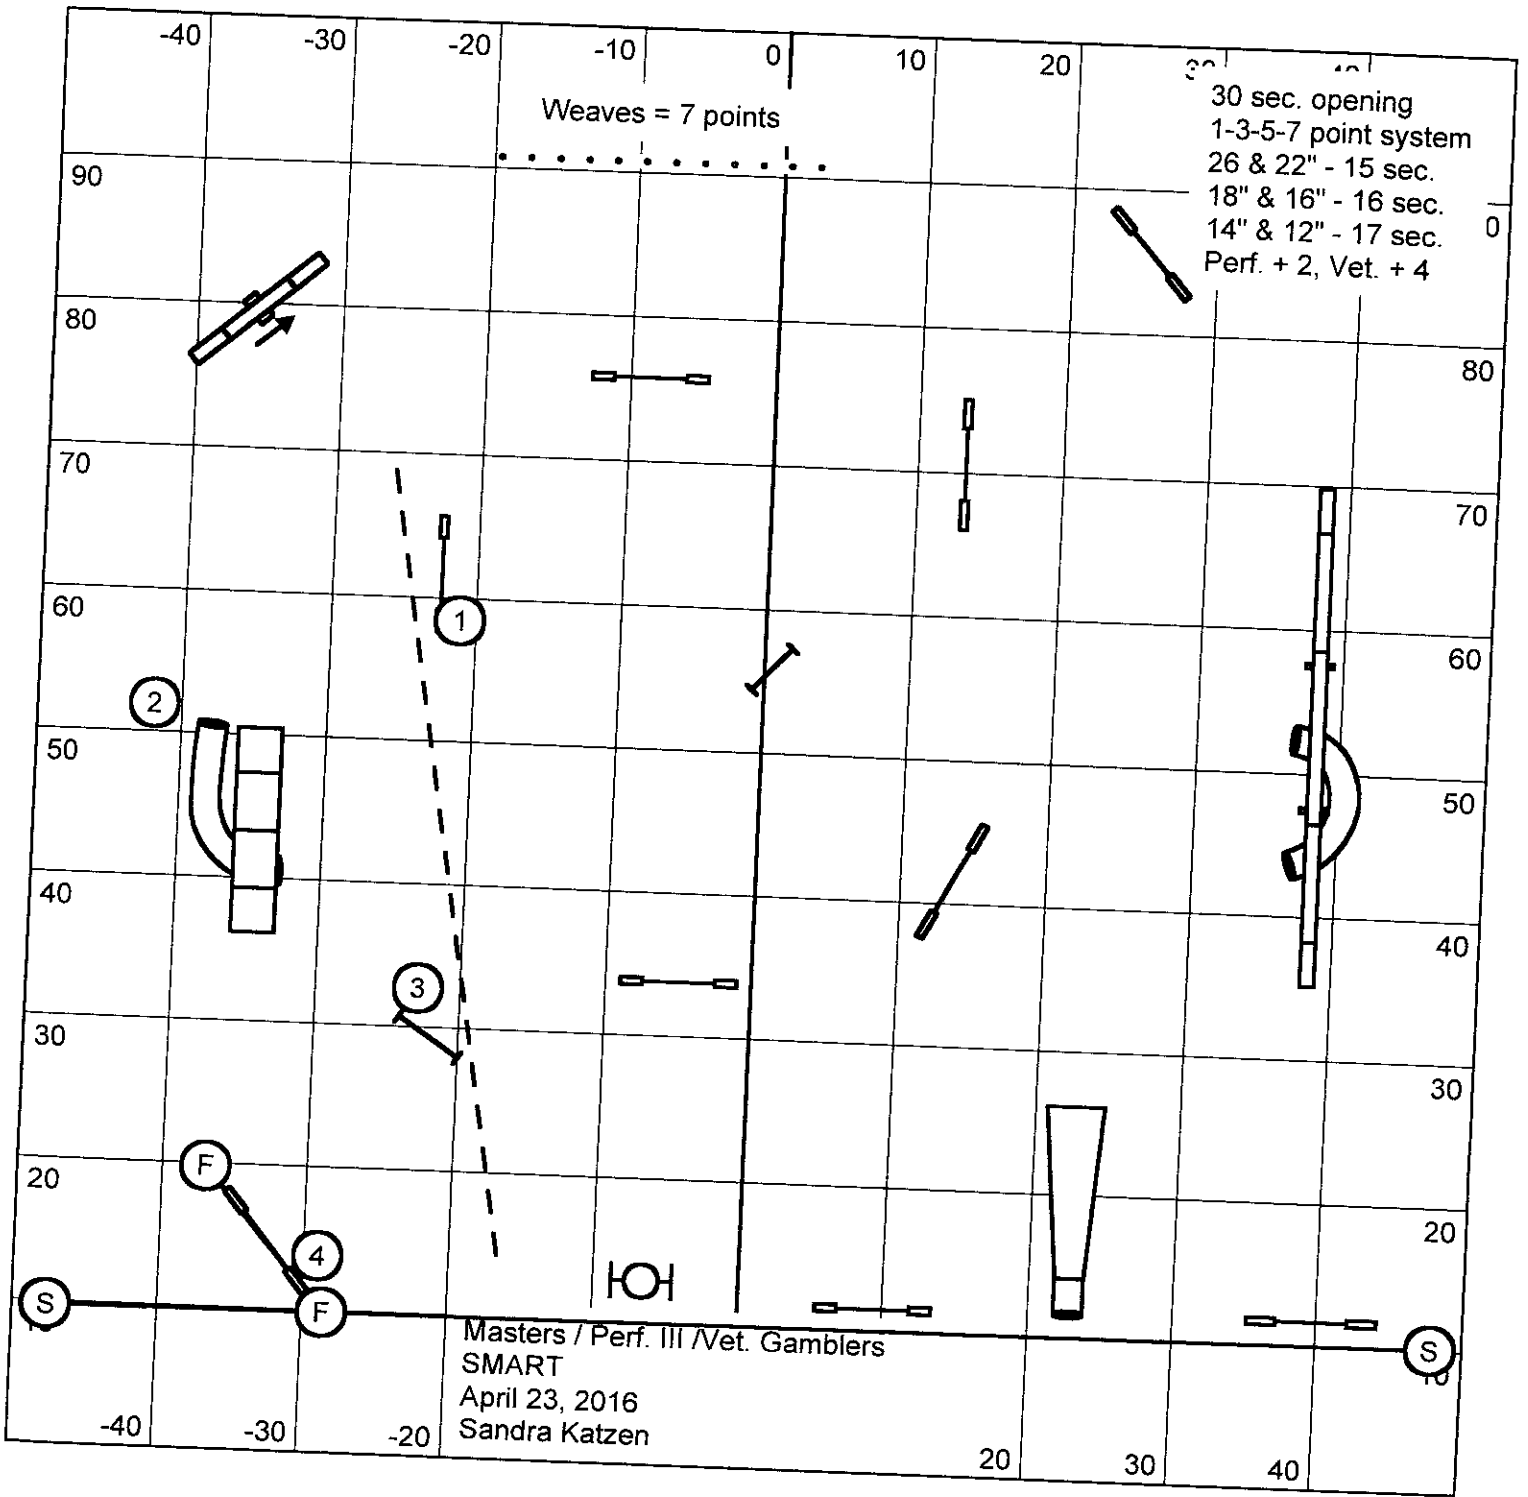 -40 -30 -20 -10 0 10 20
Weaves = 7 points
30 sec. opening
1-3-5-7 point system
26 & 22" - 15 sec.
18" & 16" - 16 sec.
14" & 12" - 17 sec.
Perf. + 2, Vet. + 4
90 0
80 80
70 70
60 60
1
2
50 50
40 40
3
30 30
F
20 20
4
S F S
Masters / Perf. III /Vet. Gamblers
SMART
April 23, 2016
Sandra Katzen
-40 -30 -20 20 30 40